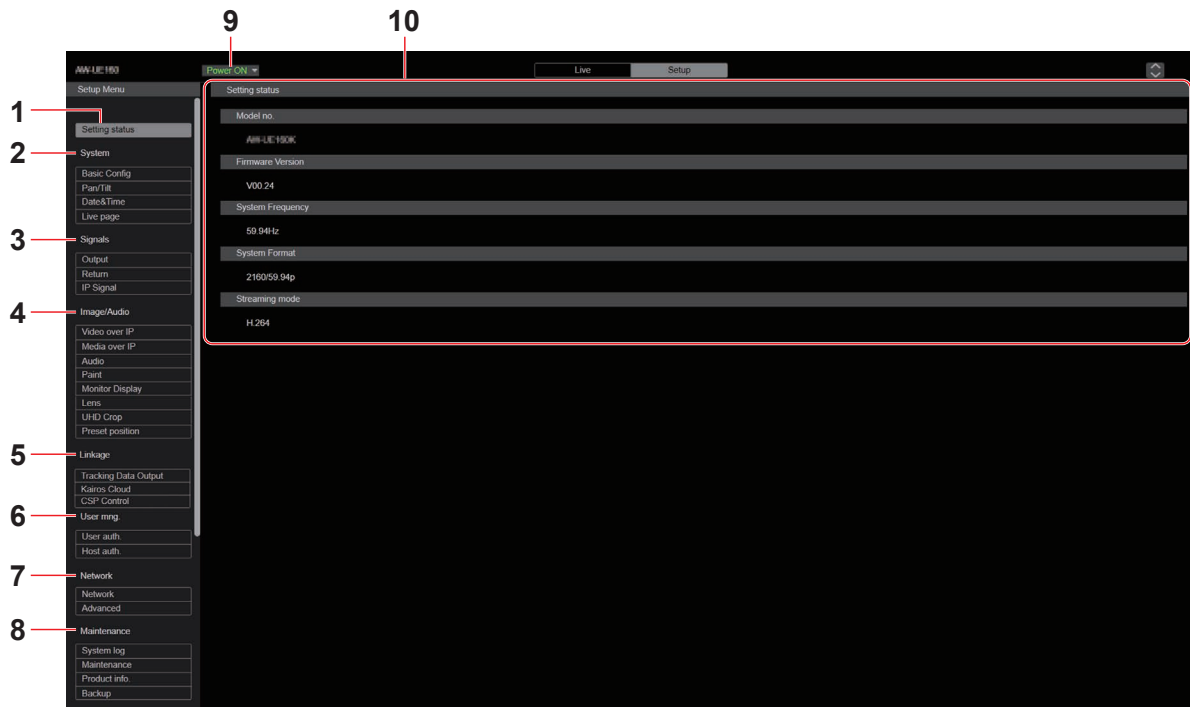 9 10
AW-UE160 Power ON Live Setup
Setup Menu
Setting status
1
Setting status
2
System
Basic Config
Pan/Tilt
Date&Time
Live page
3
Signals
Output
Return
IP Signal
4
Image/Audio
Video over IP
Media over IP
Audio
Paint
Monitor Display
Lens
UHD Crop
Preset position
5
Linkage
Tracking Data Output
Kairos Cloud
CSP Control
6
User mng.
User auth.
Host auth.
7
Network
Network
Advanced
8
Maintenance
System log
Maintenance
Product info.
Backup
Model no.
Firmware Version
V00.24
System Frequency
59.94Hz
System Format
2160/59.94p
Streaming mode
H.264